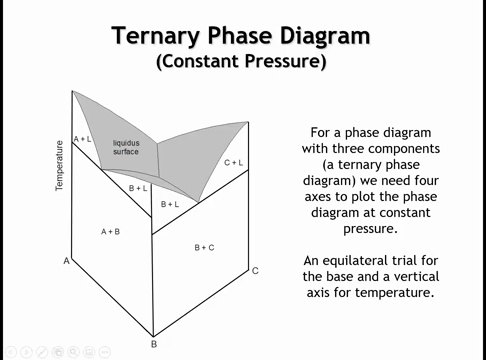 Ternary Phase Diagram
(Constant Pressure)
Temperature
A + L
liquidus
surface
C + L
B + L
B + L
A + B
B + C
A
C
B
For a phase diagram
with three components
(a ternary phase
diagram) we need four
axes to plot the phase
diagram at constant
pressure.
An equilateral trial for
the base and a vertical
axis for temperature.